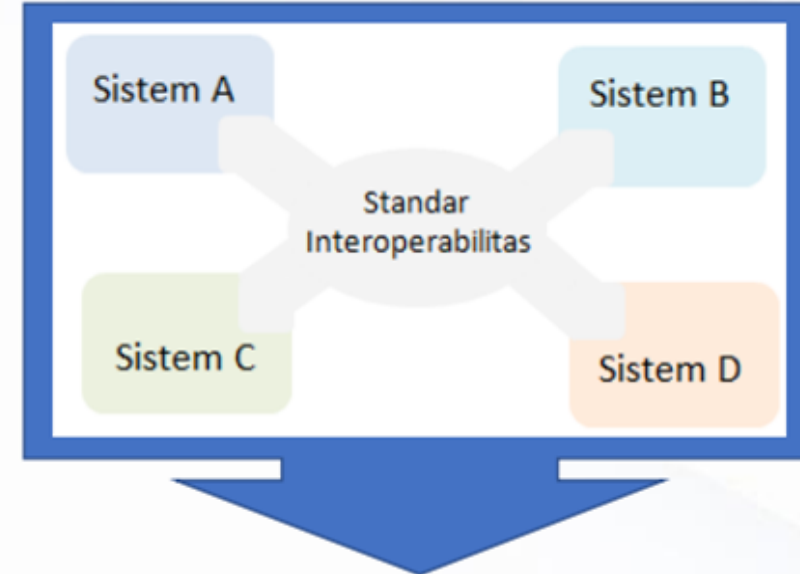 Sistem A
Sistem B
Standar
Interoperabilitas
Sistem C
Sistem D